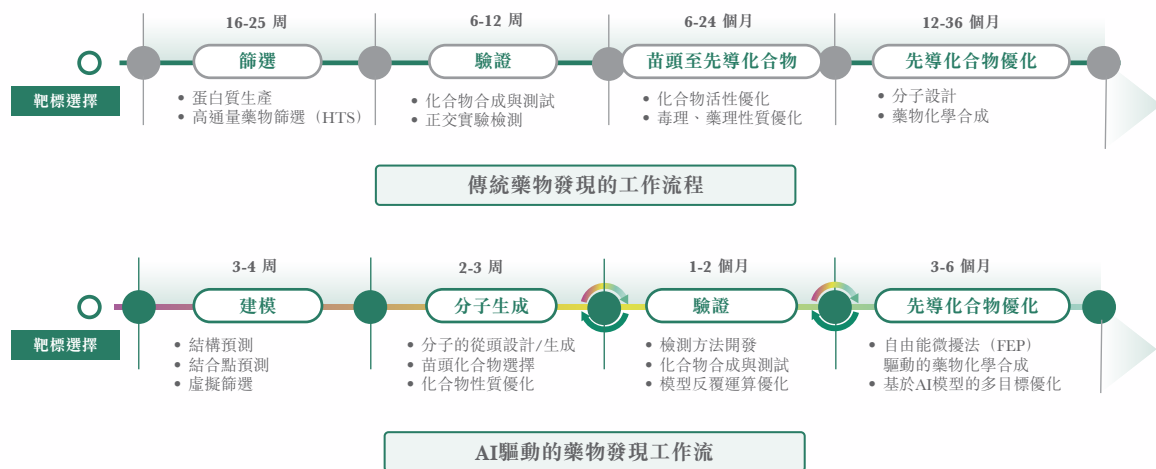 16-25 周
6-12 周
6-24 個月
12-36 個月
篩選
驗證
苗頭至先導化合物
先導化合物優化
靶標選擇
• 蛋白質生產
• 高通量藥物篩選（HTS）
• 化合物合成與測試
• 正交實驗檢測
• 化合物活性優化
• 毒理、藥理性質優化
• 分子設計
• 藥物化學合成
傳統藥物發現的工作流程
3-4 周
2-3 周
1-2 個月
3-6 個月
建模
分子生成
驗證
先導化合物優化
靶標選擇
• 結構預測
• 結合點預測
• 虛擬篩選
• 分子的從頭設計/生成
• 苗頭化合物選擇
• 化合物性質優化
• 檢測方法開發
• 化合物合成與測試
• 模型反覆運算優化
• 自由能微擾法（FEP）
驅動的藥物化學合成
• 基於AI模型的多目標優化
AI驅動的藥物發現工作流